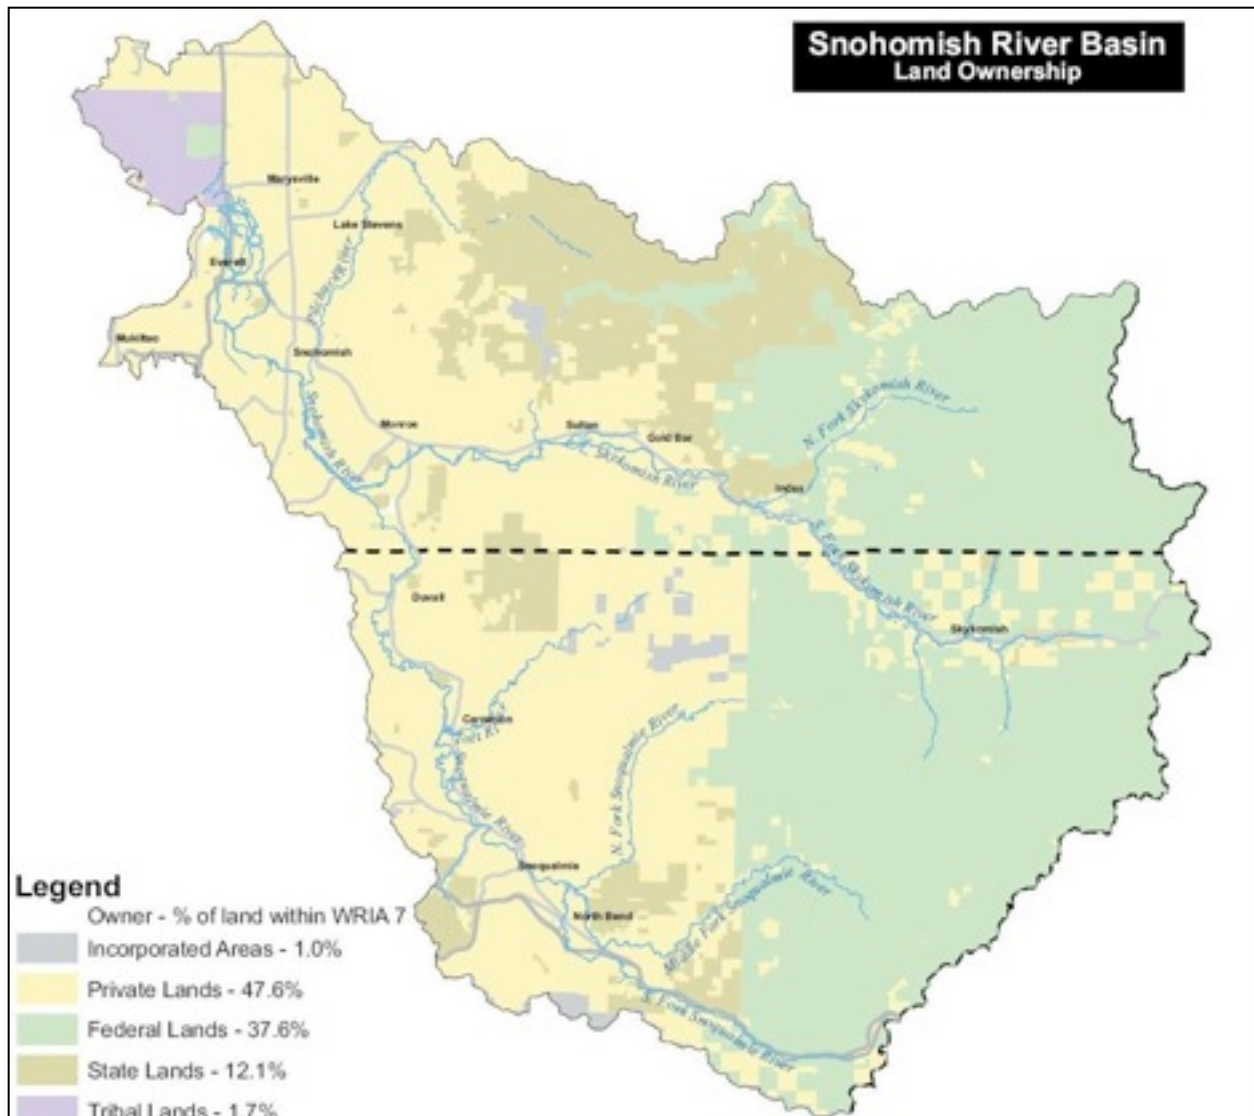 Snohomish River Basin
Land Ownership
Marysville
Lake Stevens
Everett
Pilchuck River
Mukilteo
Snohomish
N. Fork Skykomish River
Snohomish River
Monroe
Sultan
Gold Bar
Skykomish River
Index
S. Fork Skykomish River
Duvall
Skykomish
Carnation
Tolt River
N. Fork Snoqualmie River
Snoqualmie River
Snoqualmie
Middle Fork Snoqualmie River
North Bend
S. Fork Snoqualmie River
Legend
Owner - % of land within WRIA 7
Incorporated Areas - 1.0%
Private Lands - 47.6%
Federal Lands - 37.6%
State Lands - 12.1%
Tribal Lands - 1.7%